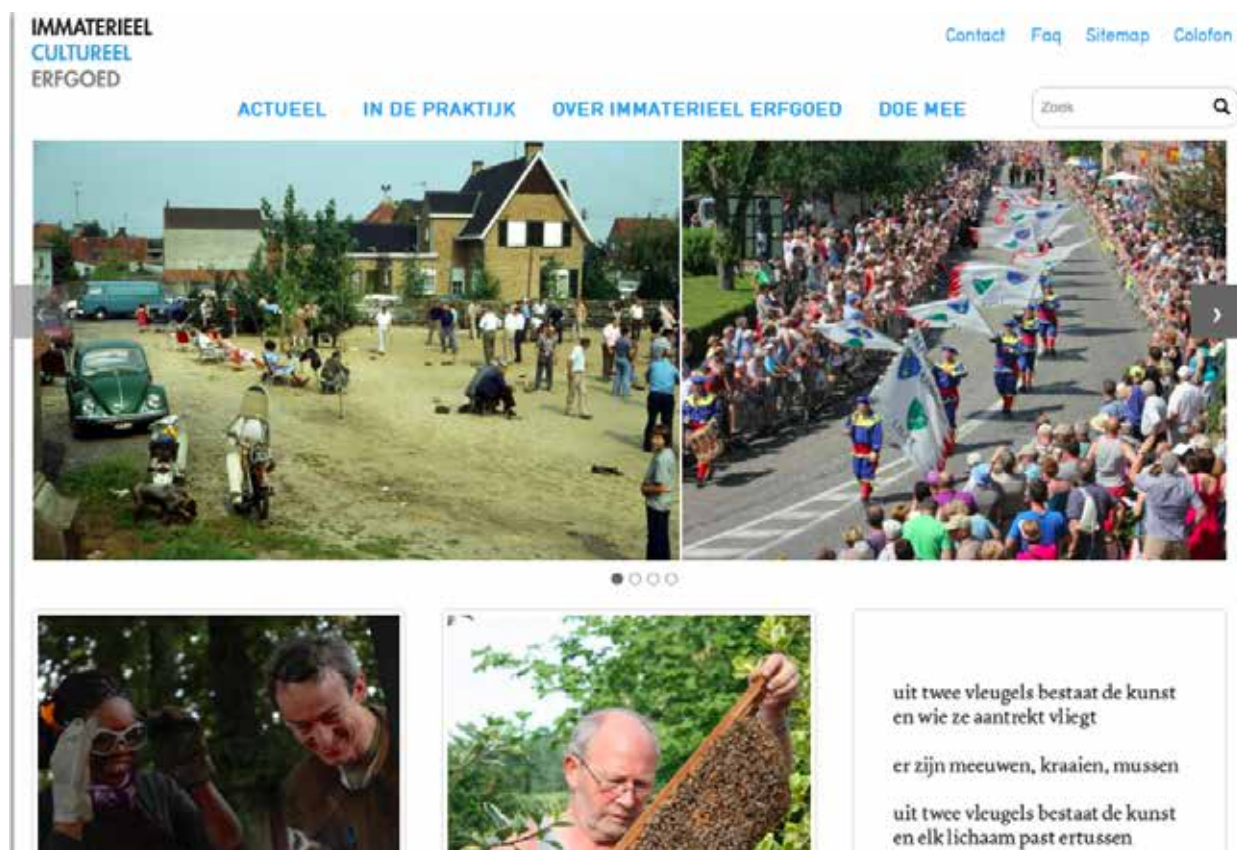 IMMATERIEEL
CULTUREEL
ERFGOED
Contact Faq Sitemap Colofon
ACTUEEL IN DE PRAKTIJK OVER IMMATERIEEL ERFGOED DOE MEE
Zoek
uit twee vleugels bestaat de kunst
en wie ze aantrekt vliegt
er zijn meeuwen, kraaien, mussen
uit twee vleugels bestaat de kunst
en elk lichaam past ertussen